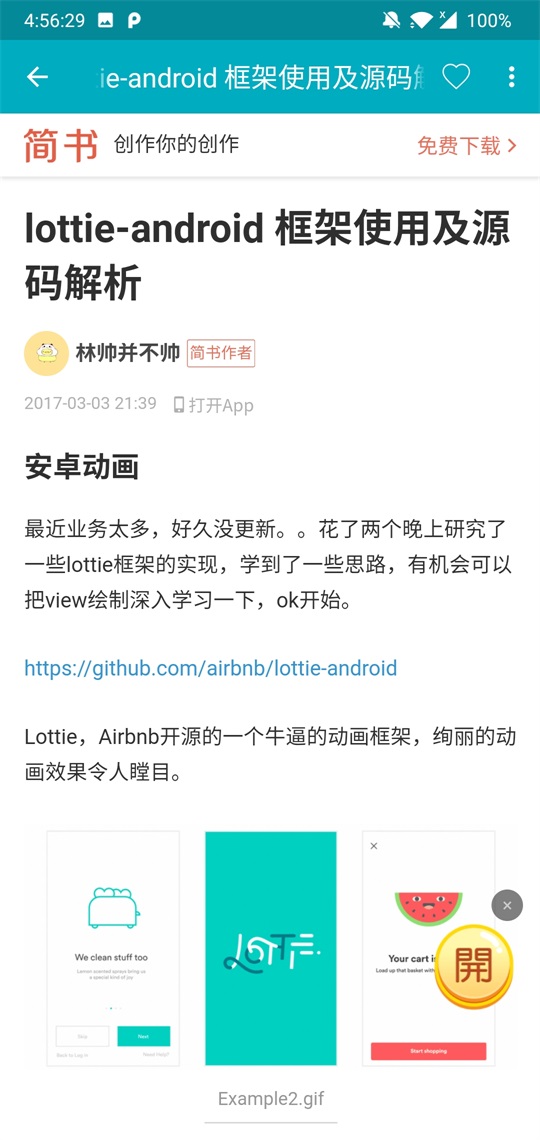 4:56:29
100%
ie-android 框架使用及源码
简书 创作你的创作 免费下载
lottie-android 框架使用及源
码解析
林帅并不帅 简书作者
2017-03-03 21:39 打开App
安卓动画
最近业务太多，好久没更新。。花了两个晚上研究了
一些lottie框架的实现，学到了一些思路，有机会可以
把view绘制深入学习一下，ok开始。
https://github.com/airbnb/lottie-android
Lottie，Airbnb开源的一个牛逼的动画框架，绚丽的动
画效果令人瞠目。
We clean stuff too
Lemon scented sprays bring us
a special kind of joy
Skip Next
Back to Log in Need Help?
LOTTIE
Your cart is
Load up that basket with
Start shopping
開
Example2.gif